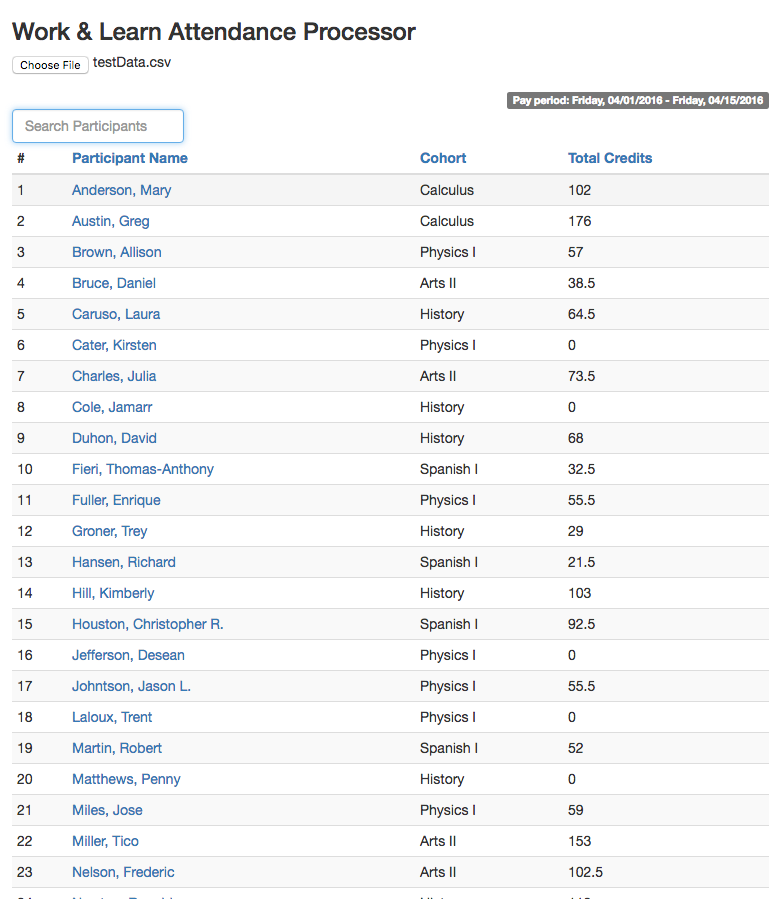 Work & Learn Attendance Processor
Choose File testData.csv
Pay period: Friday, 04/01/2016 - Friday, 04/15/2016
Search Participants
# Participant Name Cohort Total Credits
1 Anderson, Mary Calculus 102
2 Austin, Greg Calculus 176
3 Brown, Allison Physics I 57
4 Bruce, Daniel Arts II 38.5
5 Caruso, Laura History 64.5
6 Cater, Kirsten Physics I 0
7 Charles, Julia Arts II 73.5
8 Cole, Jamarr History 0
9 Duhon, David History 68
10 Fieri, Thomas-Anthony Spanish I 32.5
11 Fuller, Enrique Physics I 55.5
12 Groner, Trey History 29
13 Hansen, Richard Spanish I 21.5
14 Hill, Kimberly History 103
15 Houston, Christopher R. Spanish I 92.5
16 Jefferson, Desean Physics I 0
17 Johntson, Jason L. Physics I 55.5
18 Laloux, Trent Physics I 0
19 Martin, Robert Spanish I 52
20 Matthews, Penny History 0
21 Miles, Jose Physics I 59
22 Miller, Tico Arts II 153
23 Nelson, Frederic Arts II 102.5